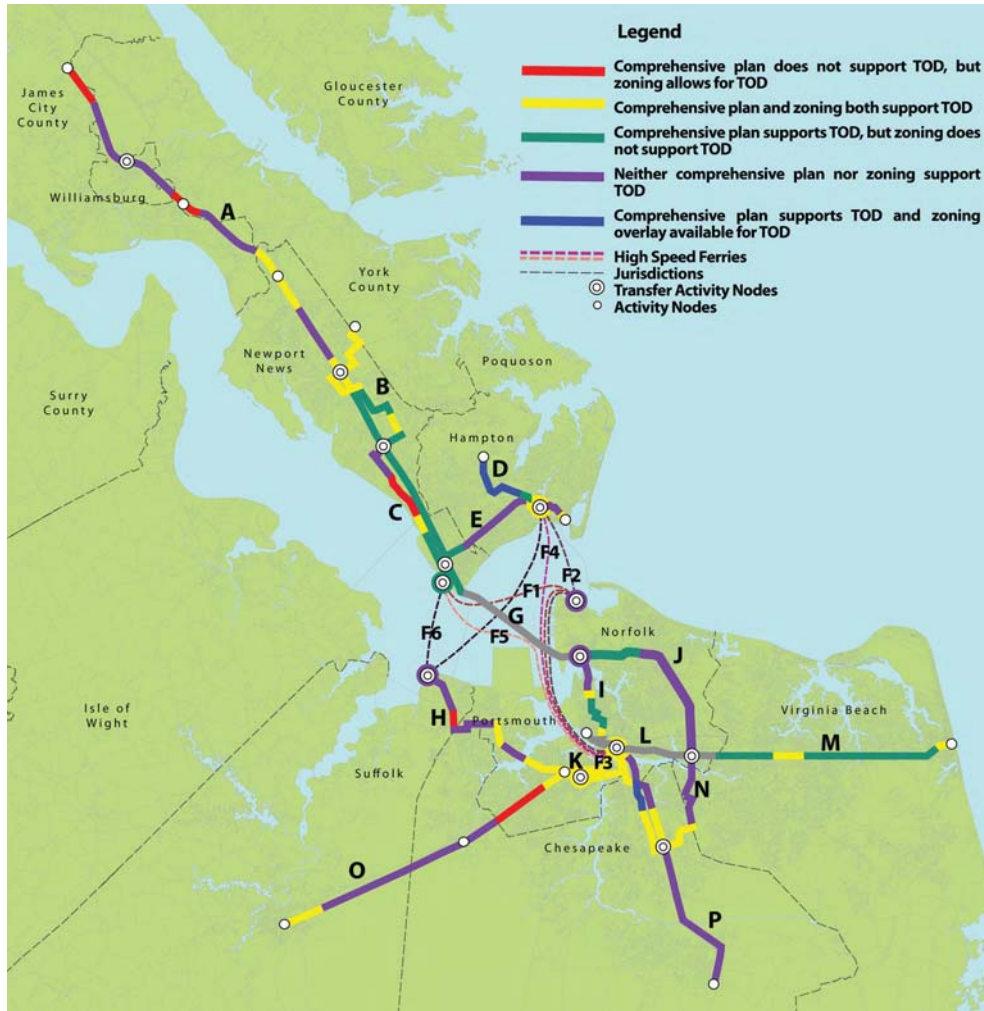 Legend
Comprehensive plan does not support TOD, but
zoning allows for TOD
Comprehensive plan and zoning both support TOD
Comprehensive plan supports TOD, but zoning does
not support TOD
Neither comprehensive plan nor zoning support
TOD
Comprehensive plan supports TOD and zoning
overlay available for TOD
High Speed Ferries
Jurisdictions
Transfer Activity Nodes
Activity Nodes
James
City
County
Gloucester
County
Williamsburg
A
York
County
Newport
News
Poquoson
Surry
County
B
Hampton
D
C
E
F4
F2
F1
G
F5
F6
Norfolk
J
I
H
Portsmouth
Virginia Beach
L
M
Isle of
Wight
Suffolk
K
F3
N
Chesapeake
O
P